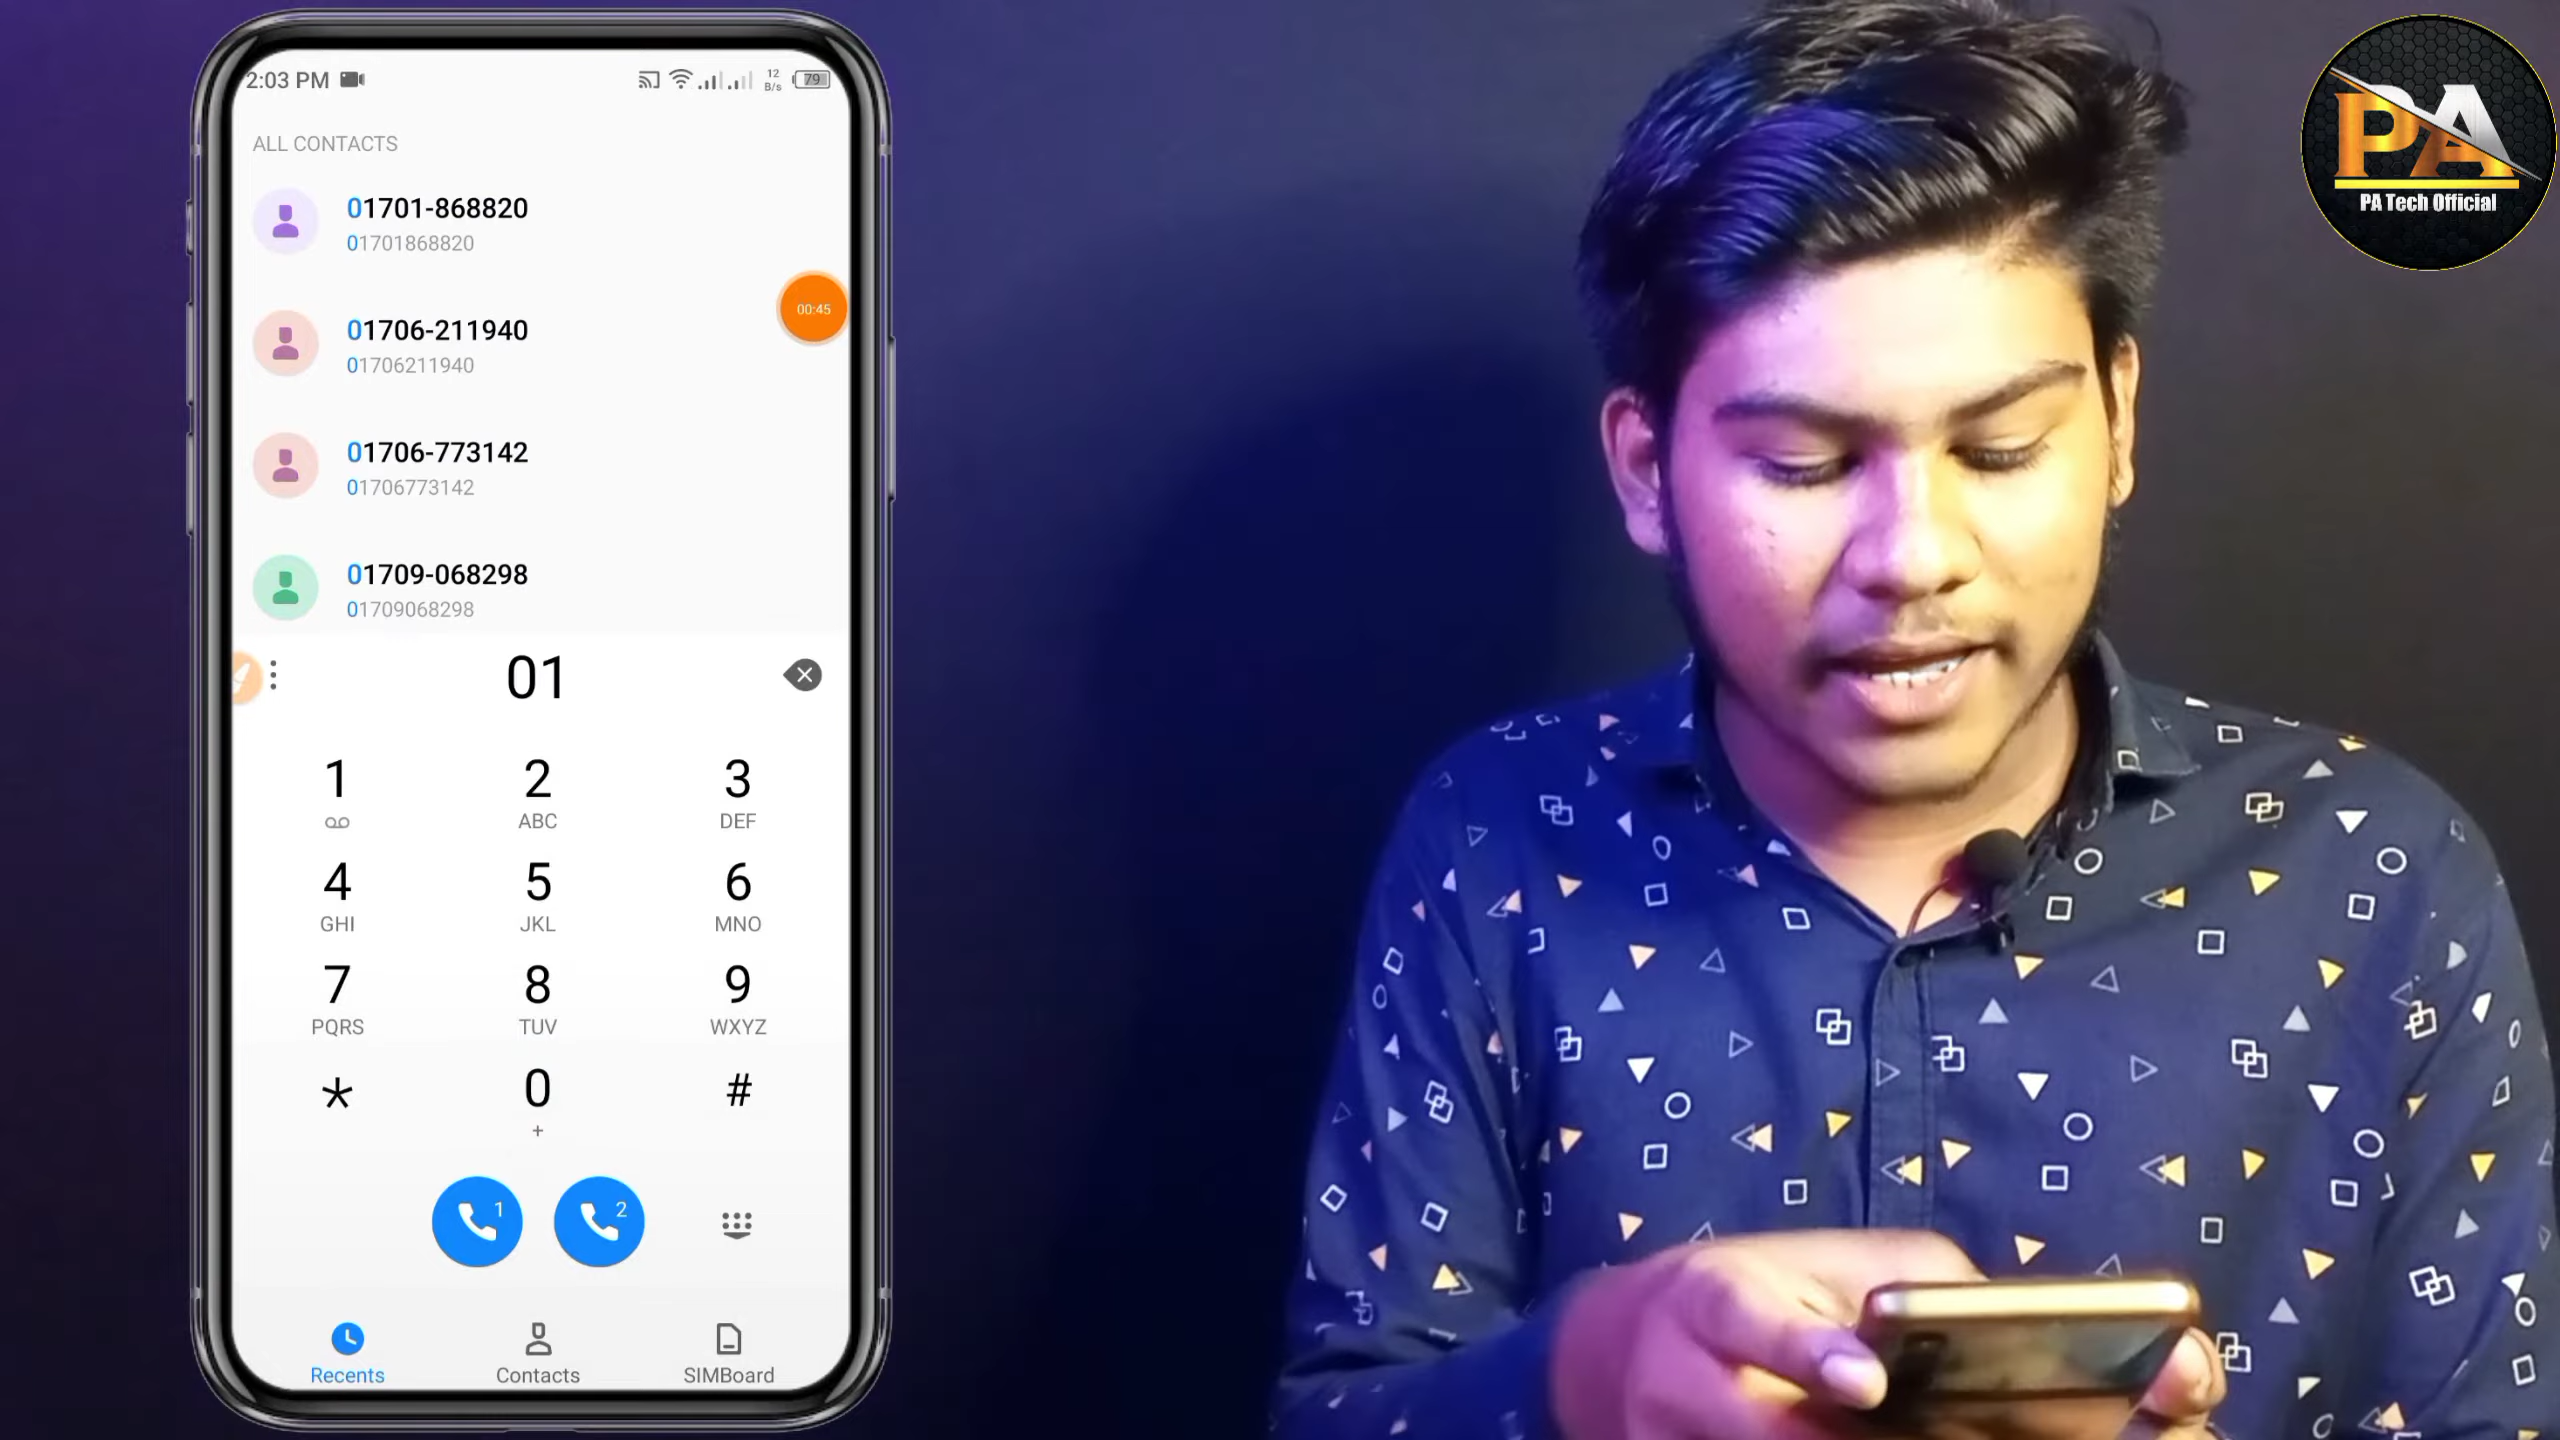 2:03 PM
12
B/s
79
ALL CONTACTS
01701-868820
01701868820
00:45
01706-211940
01706211940
01706-773142
01706773142
01709-068298
01709068298
01
1
2
ABC
3
DEF
4
GHI
5
JKL
6
MNO
7
PQRS
8
TUV
9
WXYZ
*
0
+
#
1
2
Recents
Contacts
SIMBoard
PA
PA Tech Official